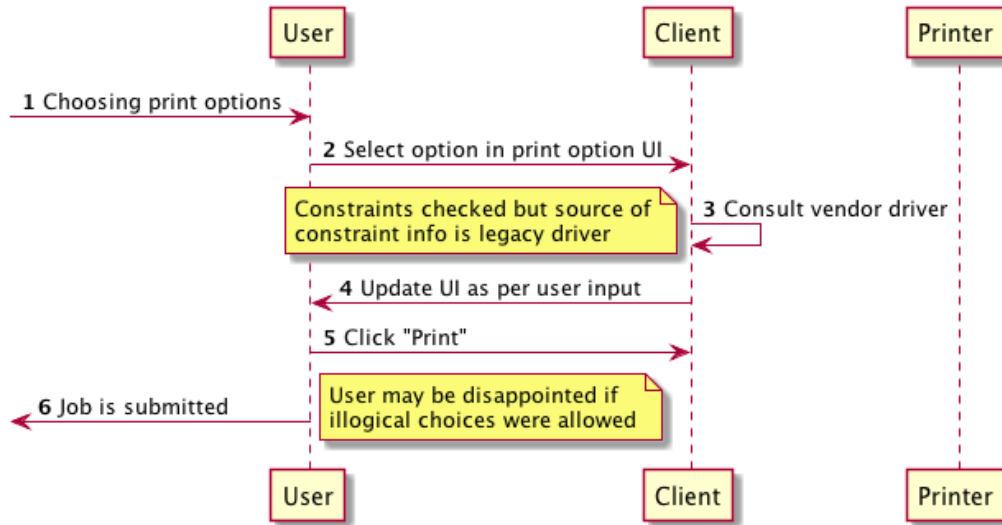 User
Client
Printer
1 Choosing print options
2 Select option in print option UI
Constraints checked but source of
constraint info is legacy driver
3 Consult vendor driver
4 Update UI as per user input
5 Click "Print"
6 Job is submitted
User may be disappointed if
illogical choices were allowed
User
Client
Printer